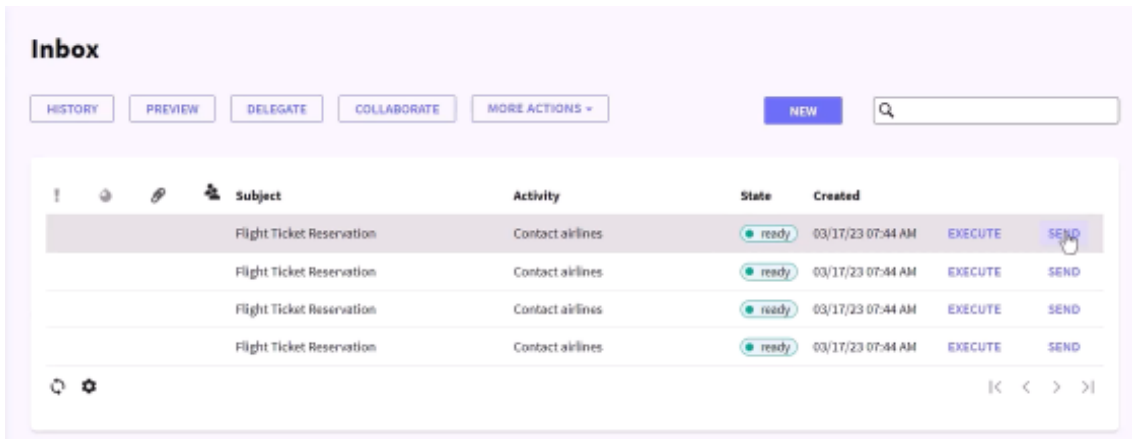 Inbox
HISTORY PREVIEW DELEGATE COLLABORATE MORE ACTIONS NEW
Subject Activity State Created
Flight Ticket Reservation Contact airlines ready 03/17/23 07:44 AM EXECUTE SEND
Flight Ticket Reservation Contact airlines ready 03/17/23 07:44 AM EXECUTE SEND
Flight Ticket Reservation Contact airlines ready 03/17/23 07:44 AM EXECUTE SEND
Flight Ticket Reservation Contact airlines ready 03/17/23 07:44 AM EXECUTE SEND